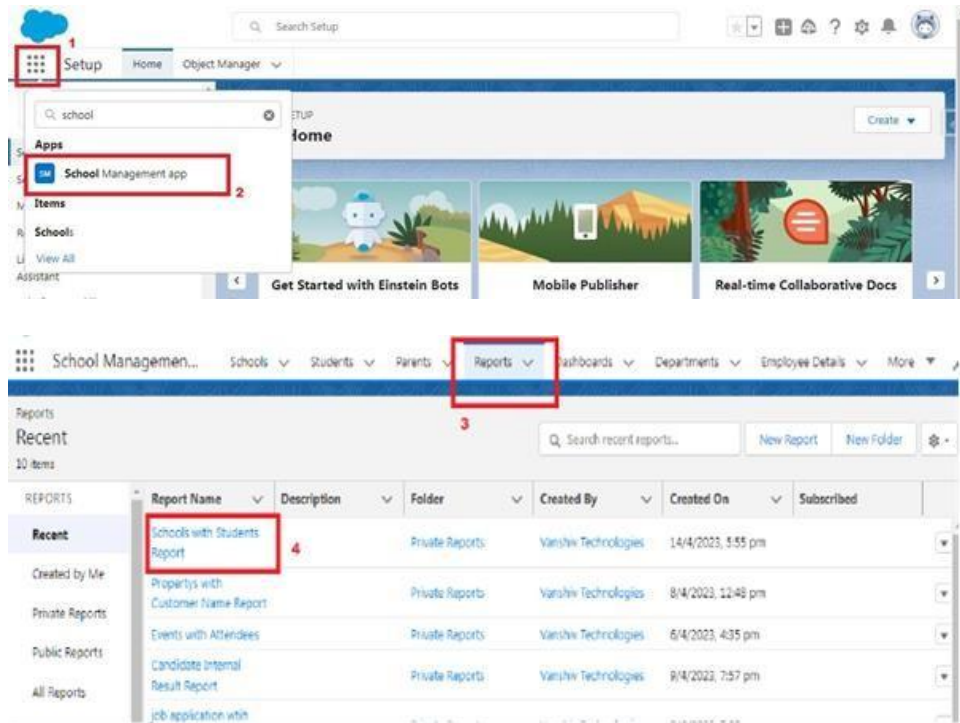 Search Setup
1
Setup Home Object Manager
school
SETUP
Home
Create
Apps
SM School Management app
2
Items
Schools
View All
Assistant
Get Started with Einstein Bots
Mobile Publisher
Real-time Collaborative Docs
School Managemen... Schools Students Parents Reports Dashboards Departments Employee Details More
3
Reports
Recent
10 items
Search recent reports...
New Report
New Folder
REPORTS
Report Name Description Folder Created By Created On Subscribed
Recent
Created by Me
Private Reports
Public Reports
All Reports
Schools with Students
Report
4
Private Reports Vanshiv Technologies 14/4/2023, 5:55 pm
Propertys with
Customer Name Report
Private Reports Vanshiv Technologies 8/4/2023, 12:48 pm
Events with Attendees Private Reports Vanshiv Technologies 6/4/2023, 4:35 pm
Candidate Internal
Result Report
Private Reports Vanshiv Technologies 9/4/2023, 7:57 pm
job application wtih